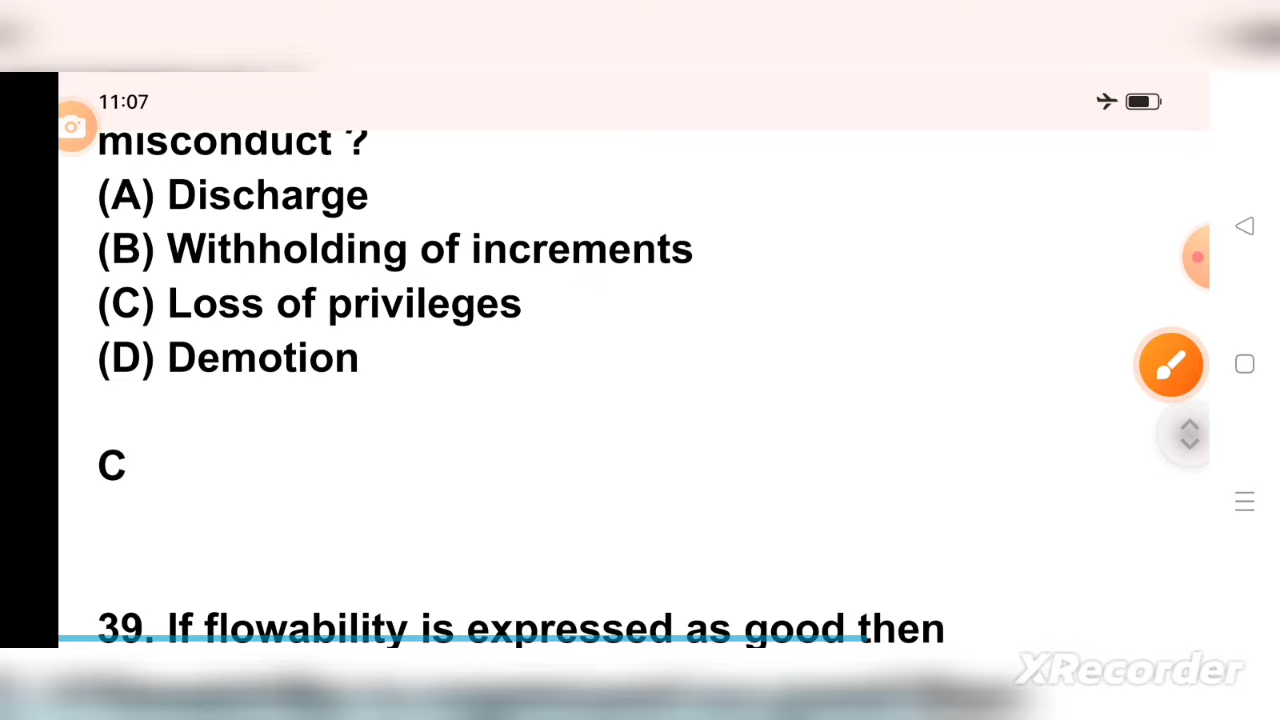 11:07
misconduct ?
(A) Discharge
(B) Withholding of increments
(C) Loss of privileges
(D) Demotion
C
39. If flowability is expressed as good then
XRecorder